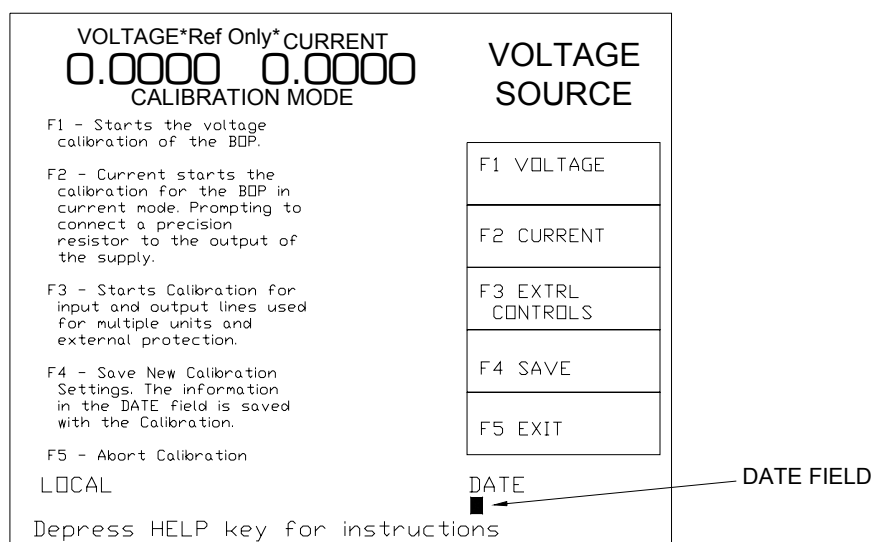 VOLTAGE*Ref Only* CURRENT
0.0000 0.0000
CALIBRATION MODE
F1 - Starts the voltage
calibration of the BOP.
F2 - Current starts the
calibration for the BOP in
current mode. Prompting to
connect a precision
resistor to the output of
the supply.
F3 - Starts Calibration for
input and output lines used
for multiple units and
external protection.
F4 - Save New Calibration
Settings. The information
in the DATE field is saved
with the Calibration.
F5 - Abort Calibration
LOCAL
VOLTAGE
SOURCE
F1 VOLTAGE
F2 CURRENT
F3 EXTRL
CONTROLS
F4 SAVE
F5 EXIT
DATE
DATE FIELD
Depress HELP key for instructions